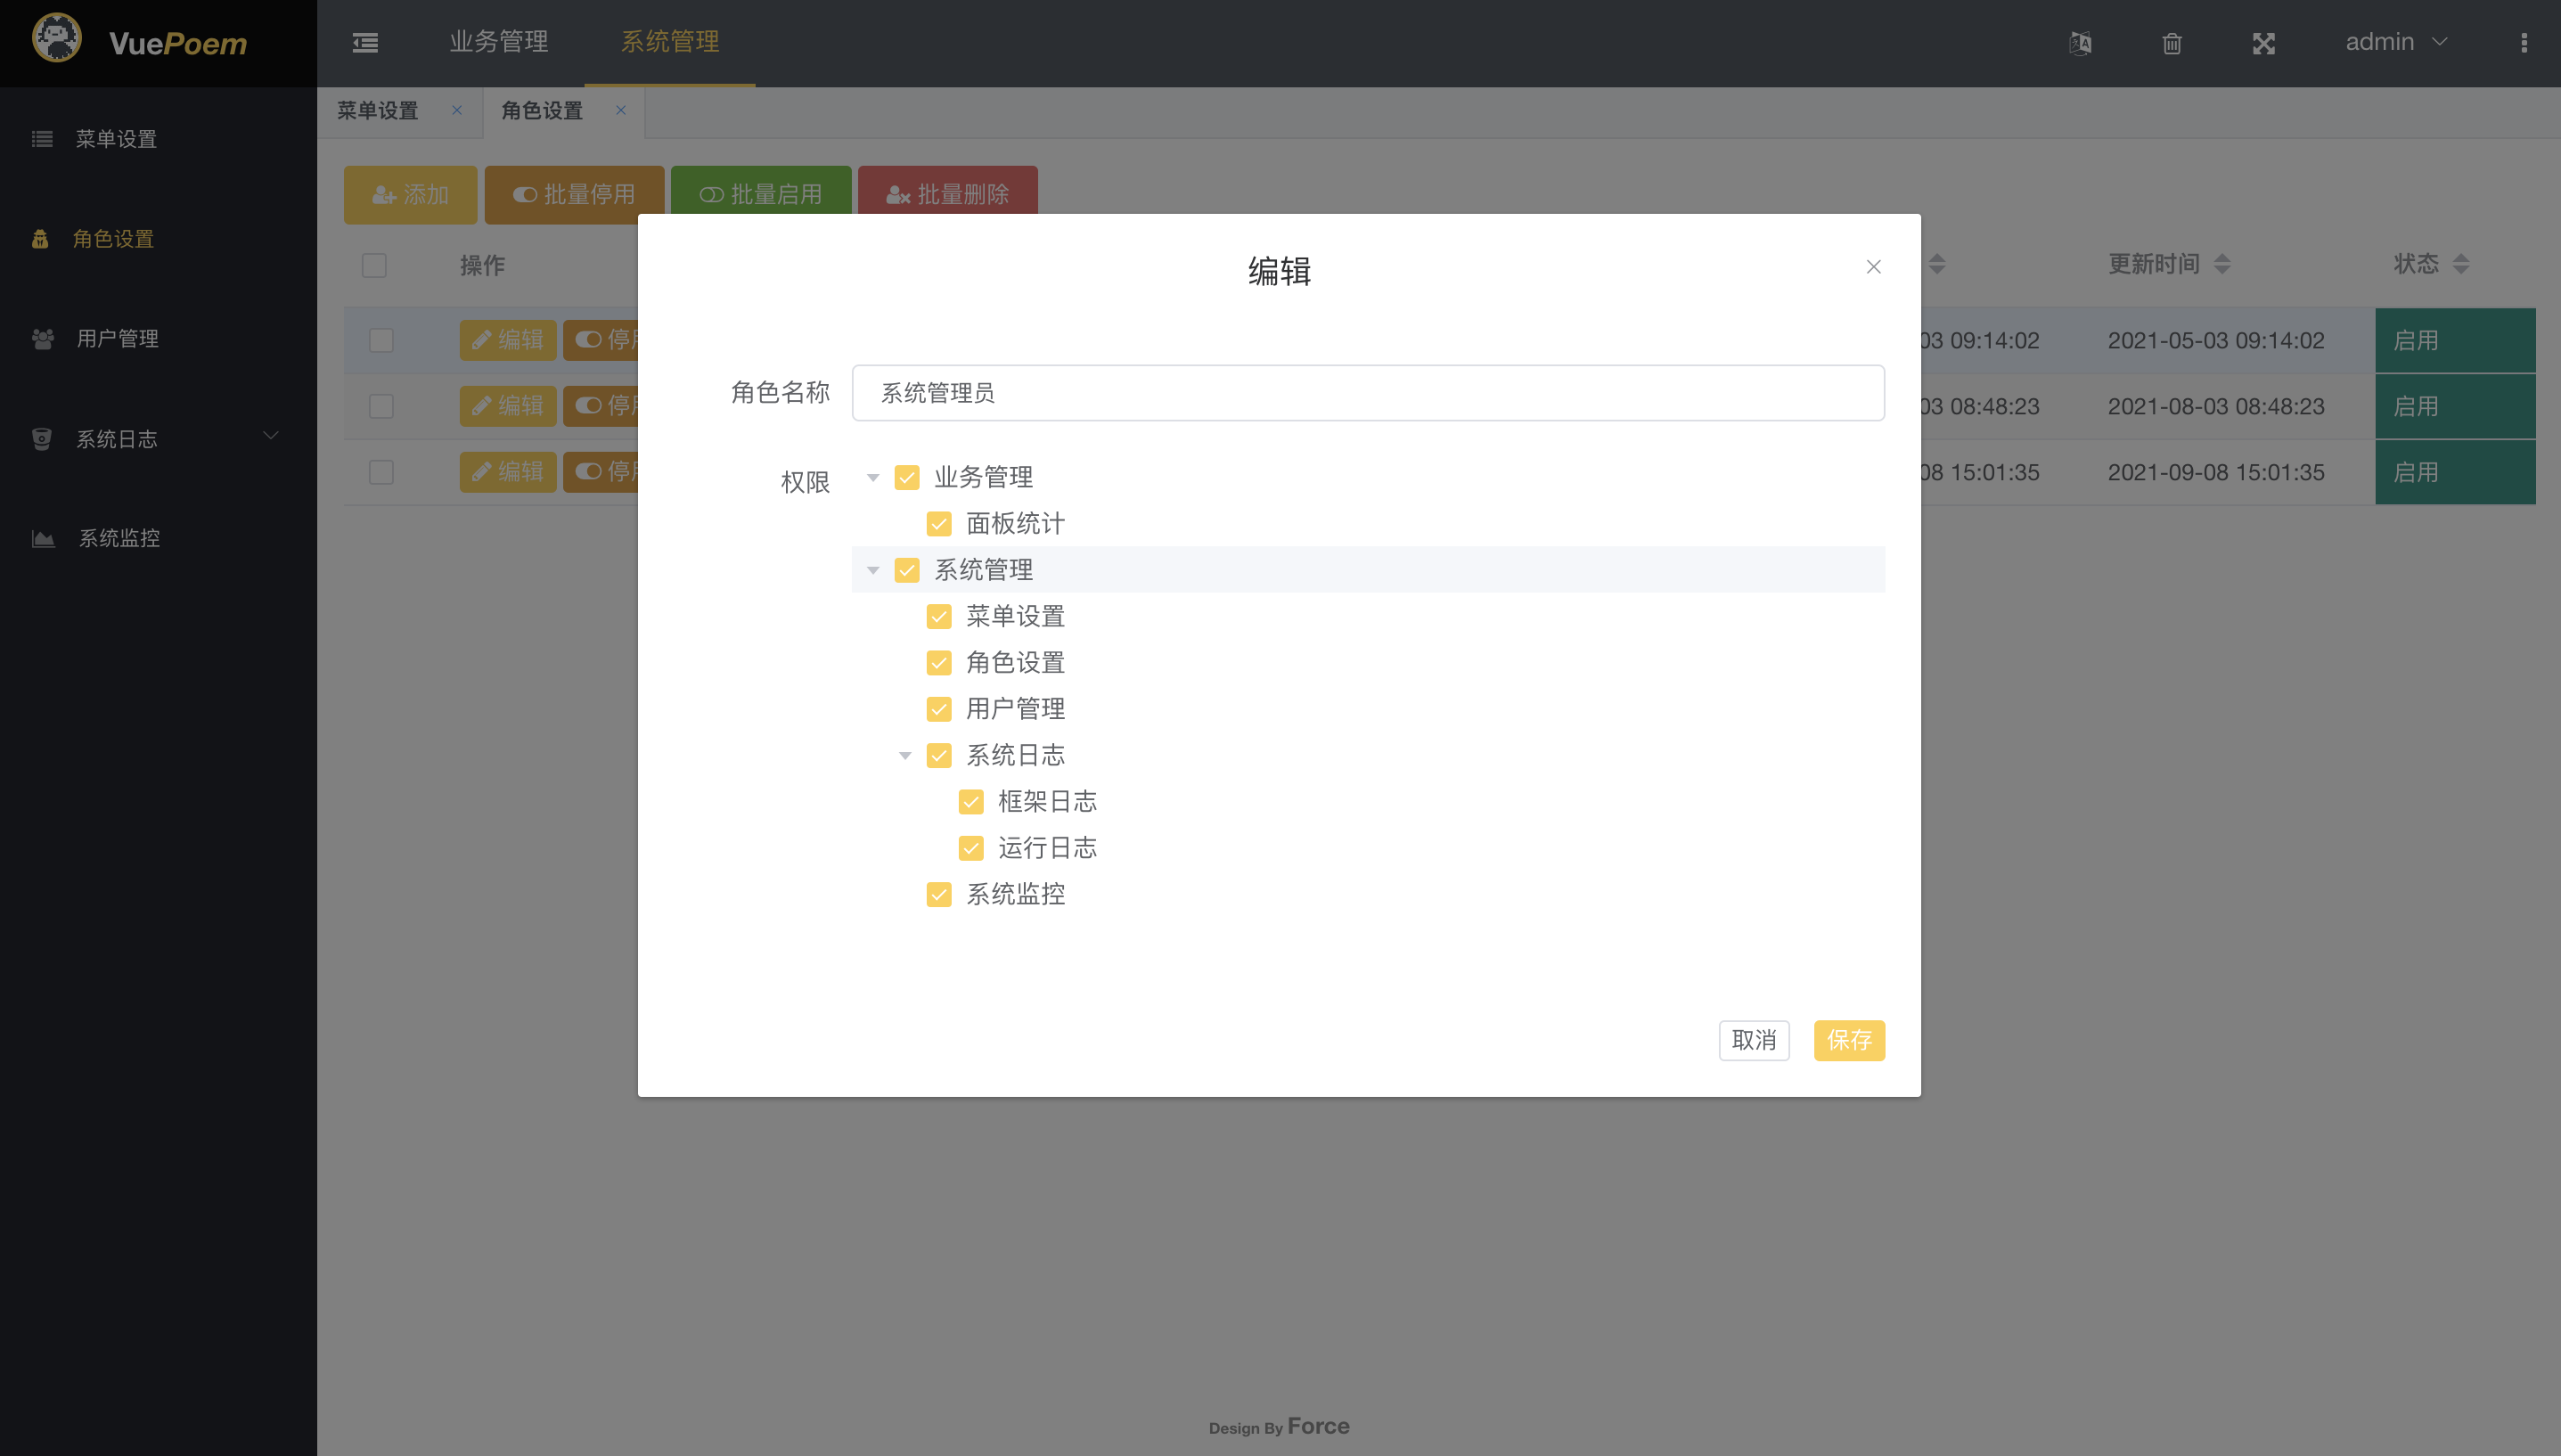 VuePoem
业务管理
系统管理
admin
菜单设置
角色设置
用户管理
系统日志
系统监控
菜单设置 ×
角色设置 ×
添加
批量停用
批量启用
批量删除
操作
更新时间
状态
编辑
03 09:14:02
2021-05-03 09:14:02
启用
编辑
03 08:48:23
2021-08-03 08:48:23
启用
编辑
08 15:01:35
2021-09-08 15:01:35
启用
编辑
角色名称
系统管理员
权限
业务管理
面板统计
系统管理
菜单设置
角色设置
用户管理
系统日志
框架日志
运行日志
系统监控
取消
保存
Design By Force